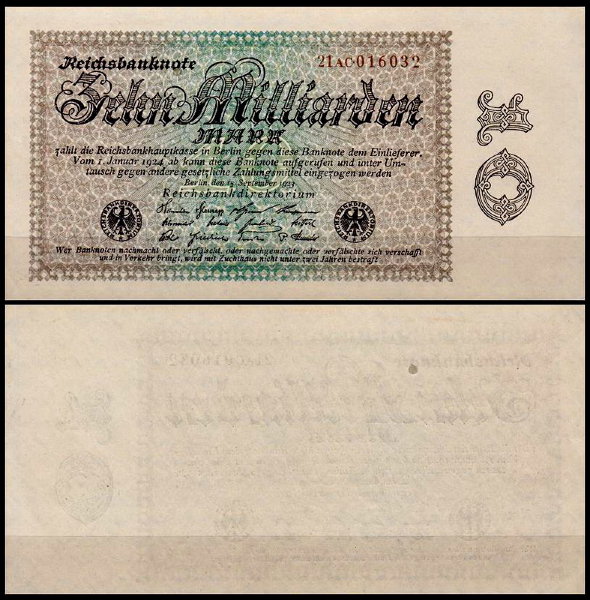 Reichsbanknote
21AC·016032
Zehn Milliarden
MARK
zahlt die Reichsbankhauptkasse in Berlin gegen diese Banknote dem Einlieferer.
Vom 1. Januar 1924 ab kann diese Banknote aufgerufen und unter Um-
tausch gegen andere gesetzliche Zahlungsmittel eingezogen werden
Berlin, den 15. September 1923
Reichsbankdirektorium
Wer Banknoten nachmacht oder verfälscht, oder nachgemachte oder verfälschte sich verschafft
und in Verkehr bringt, wird mit Zuchthaus nicht unter zwei Jahren bestraft